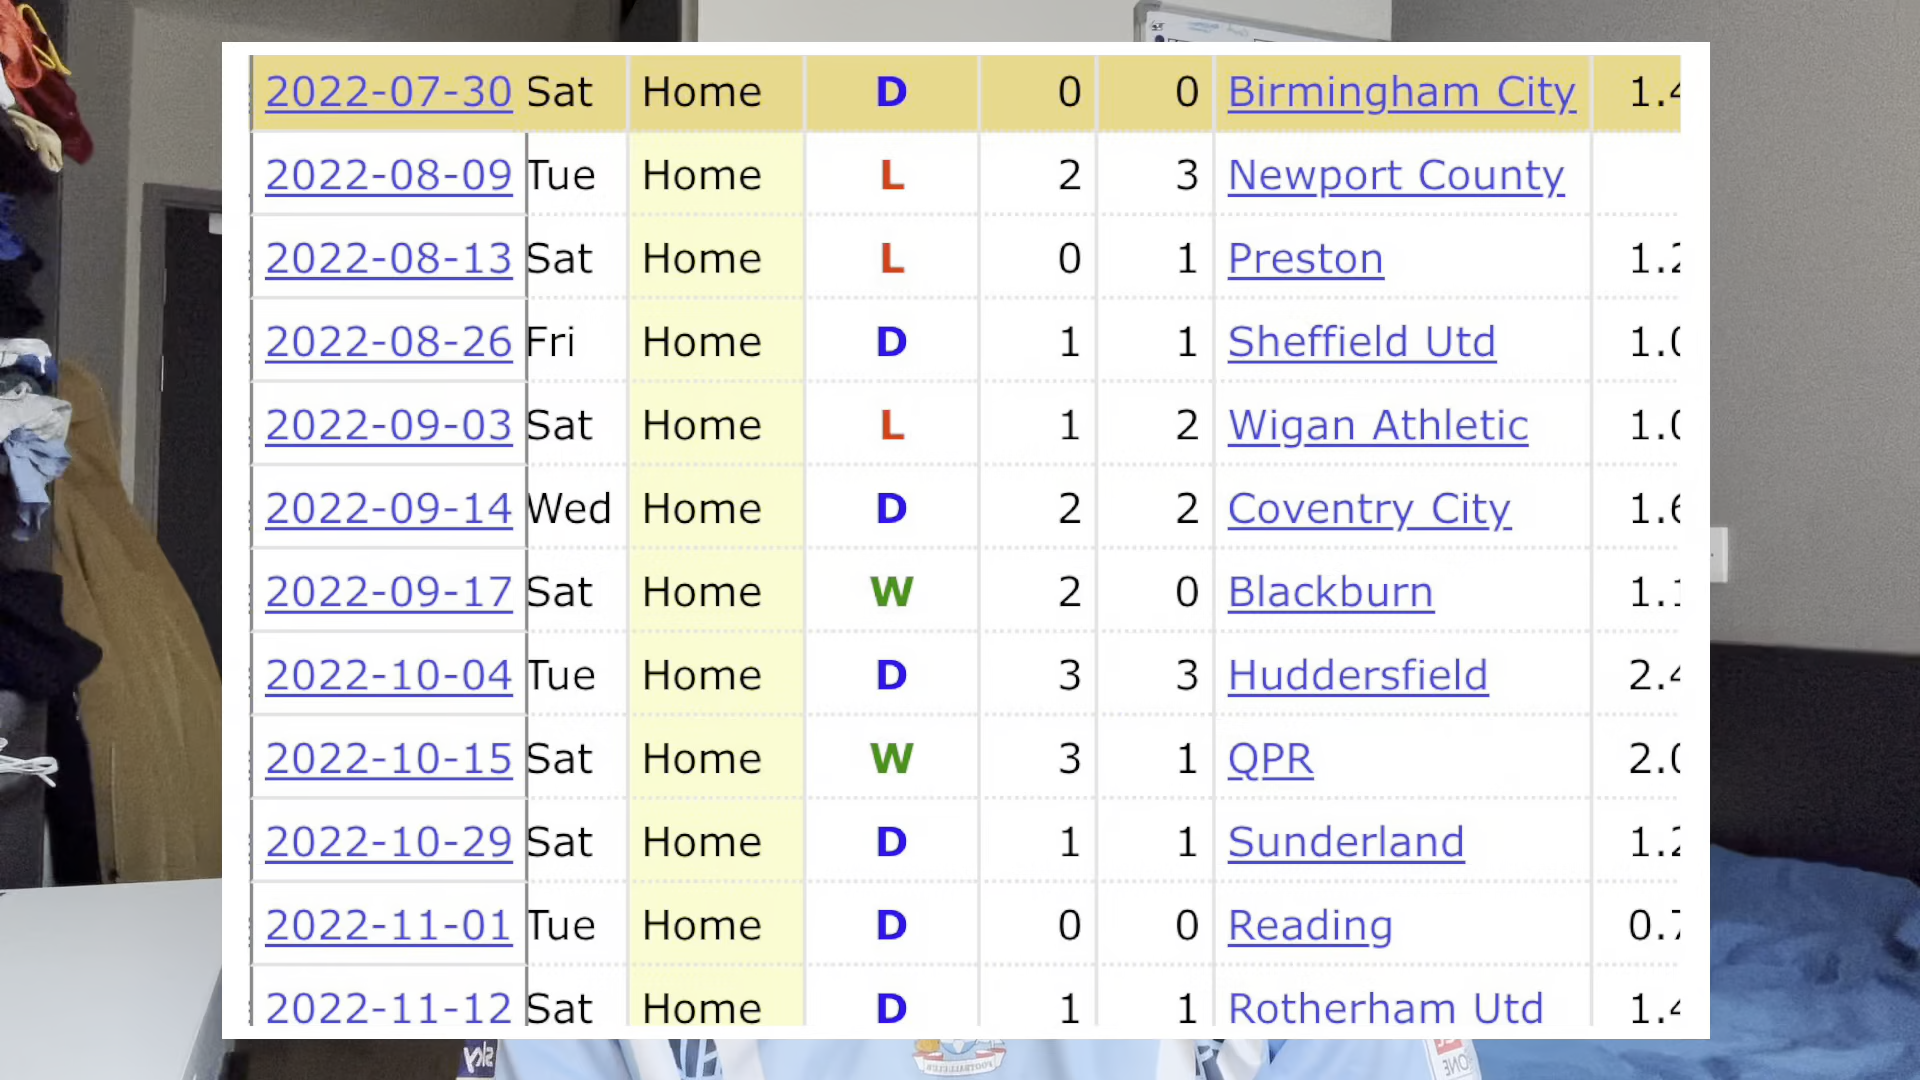 2022-07-30 Sat Home D 0 0 Birmingham City 1.4
2022-08-09 Tue Home L 2 3 Newport County
2022-08-13 Sat Home L 0 1 Preston 1.2
2022-08-26 Fri Home D 1 1 Sheffield Utd 1.0
2022-09-03 Sat Home L 1 2 Wigan Athletic 1.0
2022-09-14 Wed Home D 2 2 Coventry City 1.6
2022-09-17 Sat Home W 2 0 Blackburn 1.1
2022-10-04 Tue Home D 3 3 Huddersfield 2.4
2022-10-15 Sat Home W 3 1 QPR 2.0
2022-10-29 Sat Home D 1 1 Sunderland 1.2
2022-11-01 Tue Home D 0 0 Reading 0.7
2022-11-12 Sat Home D 1 1 Rotherham Utd 1.4
sky
FOOTBALL CLUB
ONE